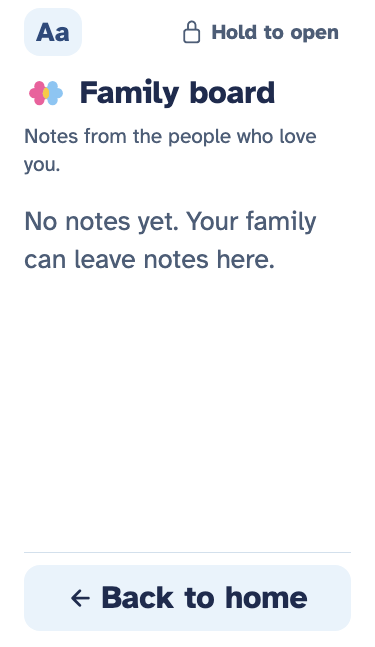 Aa
Hold to open
Family board
Notes from the people who love
you.
No notes yet. Your family
can leave notes here.
← Back to home